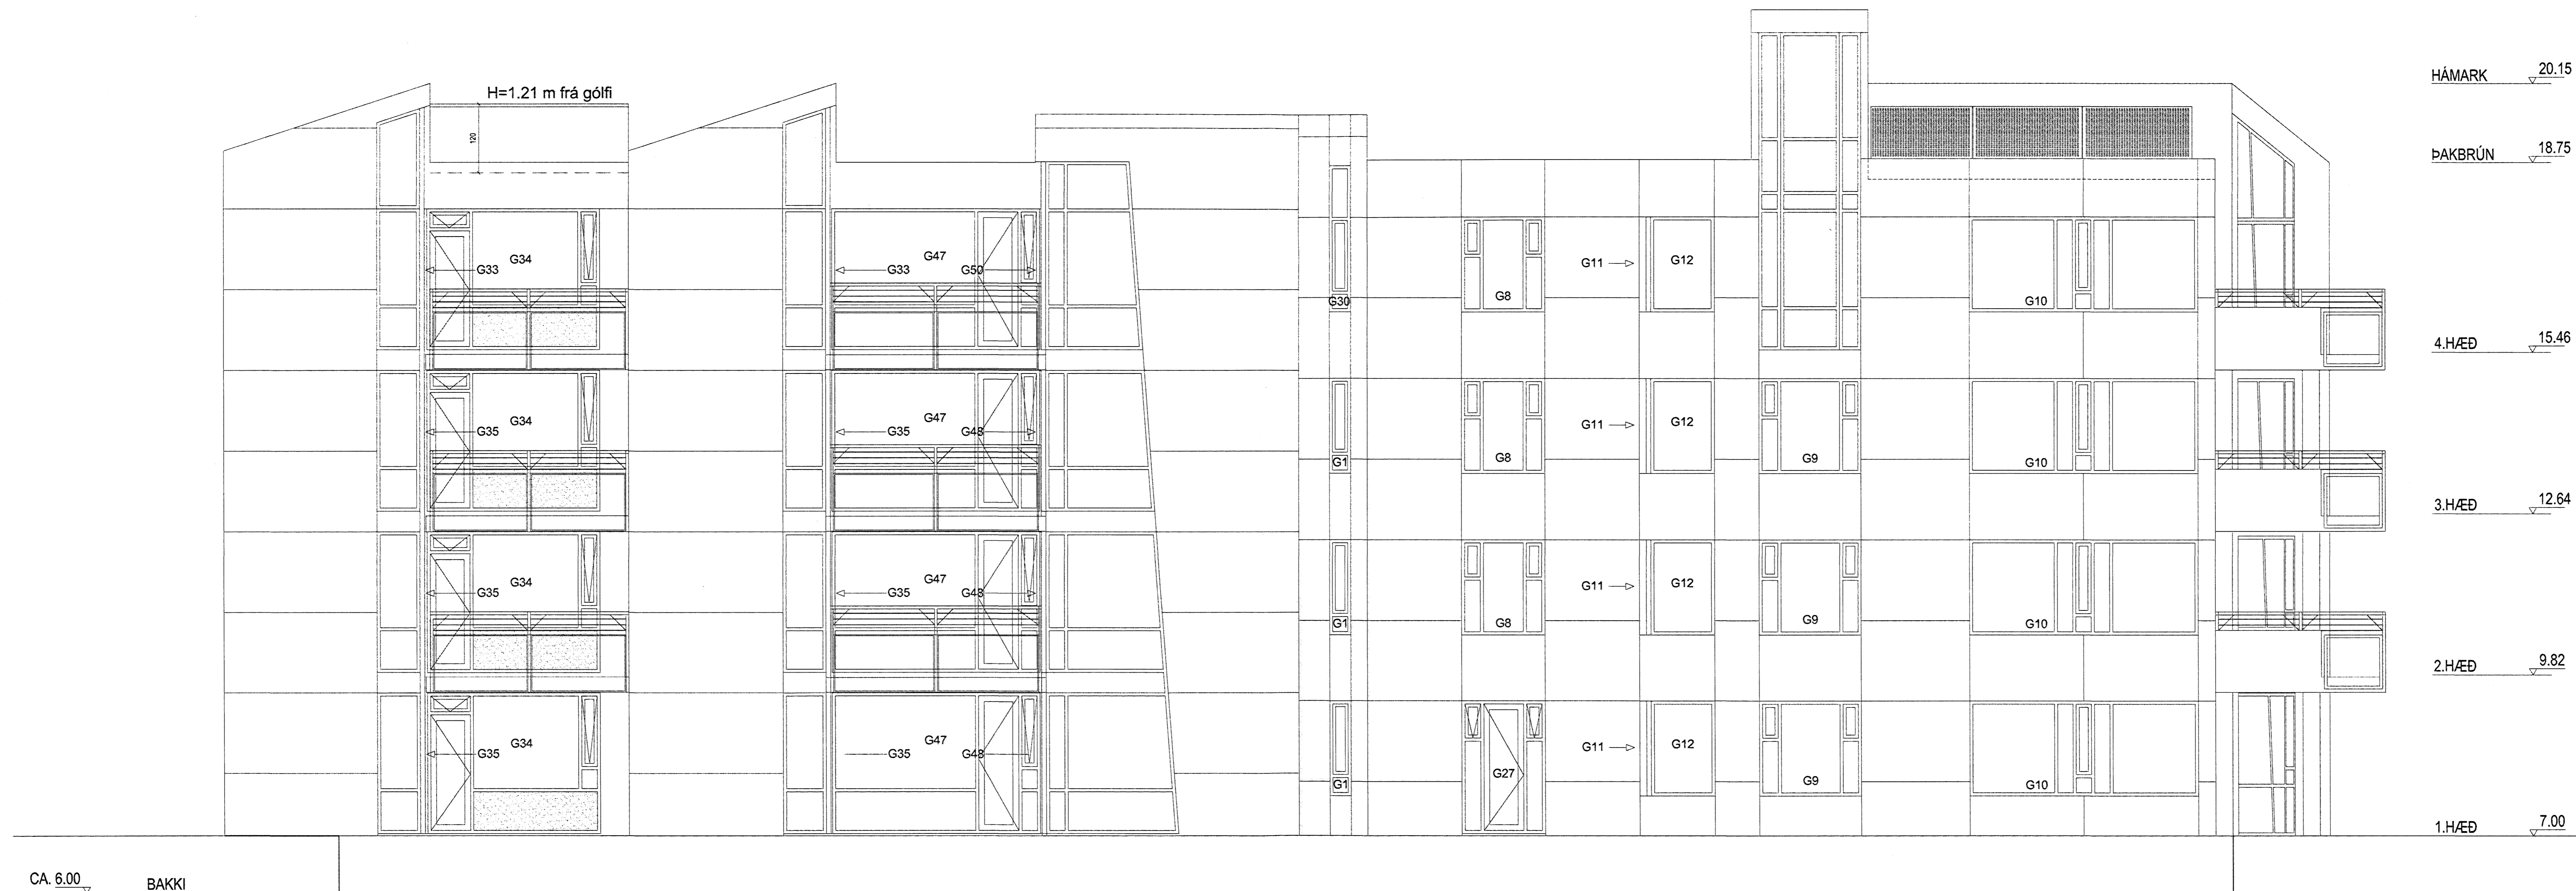 HÁMARK 20.15
H=1.21 m frá gólfi
120
ÞAKBRÚN 18.75
G34 G47 G11 G12
G33 G33 G50
G30 G8 G10
4.HÆÐ 15.46
G34 G47 G11 G12
G35 G35 G48
G1 G8 G9 G10
3.HÆÐ 12.64
G34 G47 G11 G12
G35 G35 G48
G1 G8 G9 G10
2.HÆÐ 9.82
G34 G47 G11 G12
G35 G35 G48
G27
G1 G9 G10
1.HÆÐ 7.00
CA. 6.00 BAKKI